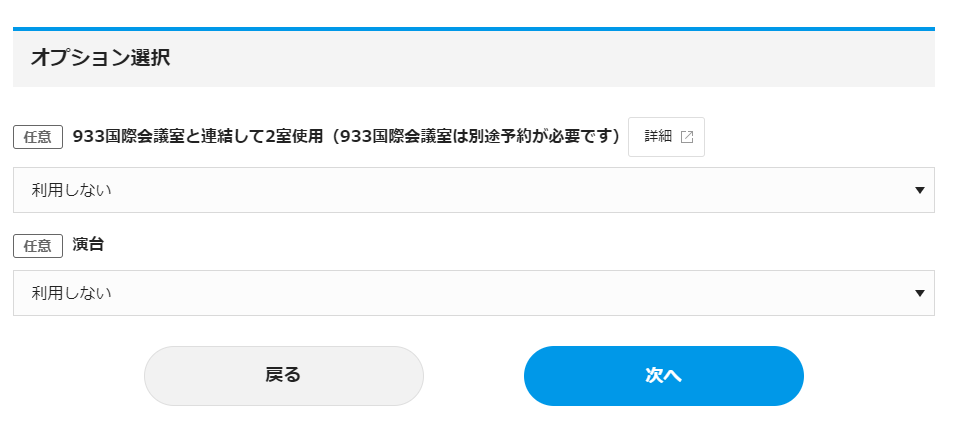 オプション選択
任意 933国際会議室と連結して2室使用（933国際会議室は別途予約が必要です） 詳細
利用しない
任意 演台
利用しない
戻る 次へ